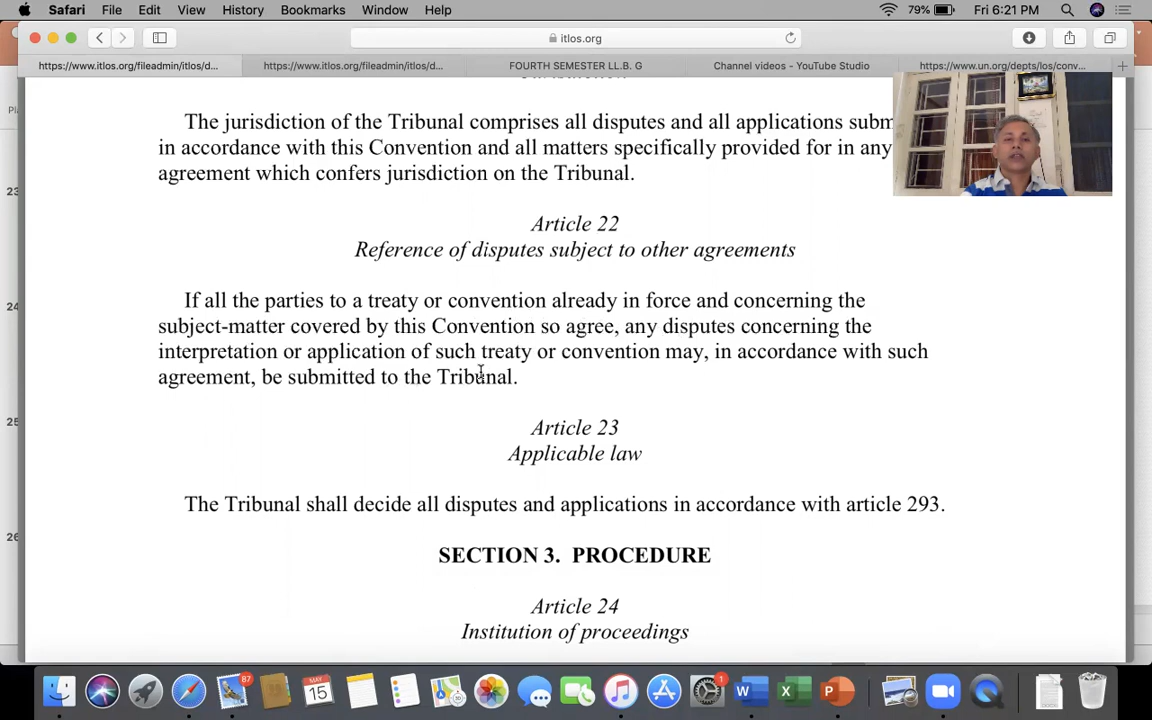 Safari File Edit View History Bookmarks Window Help 79% Fri 6:21 PM
itlos.org
https://www.itlos.org/fileadmin/itlos/d... https://www.itlos.org/fileadmin/itlos/d... FOURTH SEMESTER LL.B. G Channel videos - YouTube Studio https://www.un.org/depts/los/conv...
The jurisdiction of the Tribunal comprises all disputes and all applications subm
in accordance with this Convention and all matters specifically provided for in any
agreement which confers jurisdiction on the Tribunal.
Article 22
Reference of disputes subject to other agreements
If all the parties to a treaty or convention already in force and concerning the
subject-matter covered by this Convention so agree, any disputes concerning the
interpretation or application of such treaty or convention may, in accordance with such
agreement, be submitted to the Tribunal.
Article 23
Applicable law
The Tribunal shall decide all disputes and applications in accordance with article 293.
SECTION 3. PROCEDURE
Article 24
Institution of proceedings
Pl
23
24
25
26
87
MAY
15
1
W X P